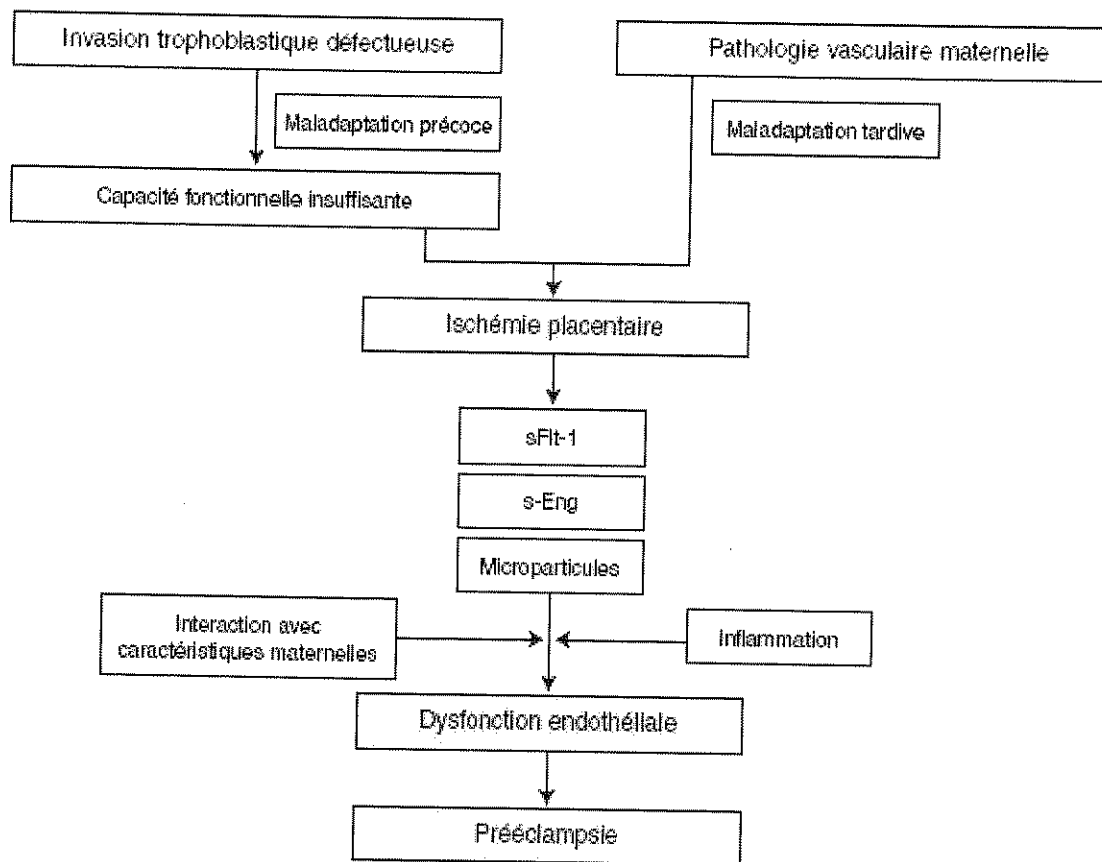 Invasion trophoblastique défectueuse
Pathologie vasculaire maternelle
Maladaptation précoce
Maladaptation tardive
Capacité fonctionnelle insuffisante
Ischémie placentaire
sFlt-1
s-Eng
Microparticules
Interaction avec
caractéristiques maternelles
Inflammation
Dysfonction endothéliale
Prééclampsie